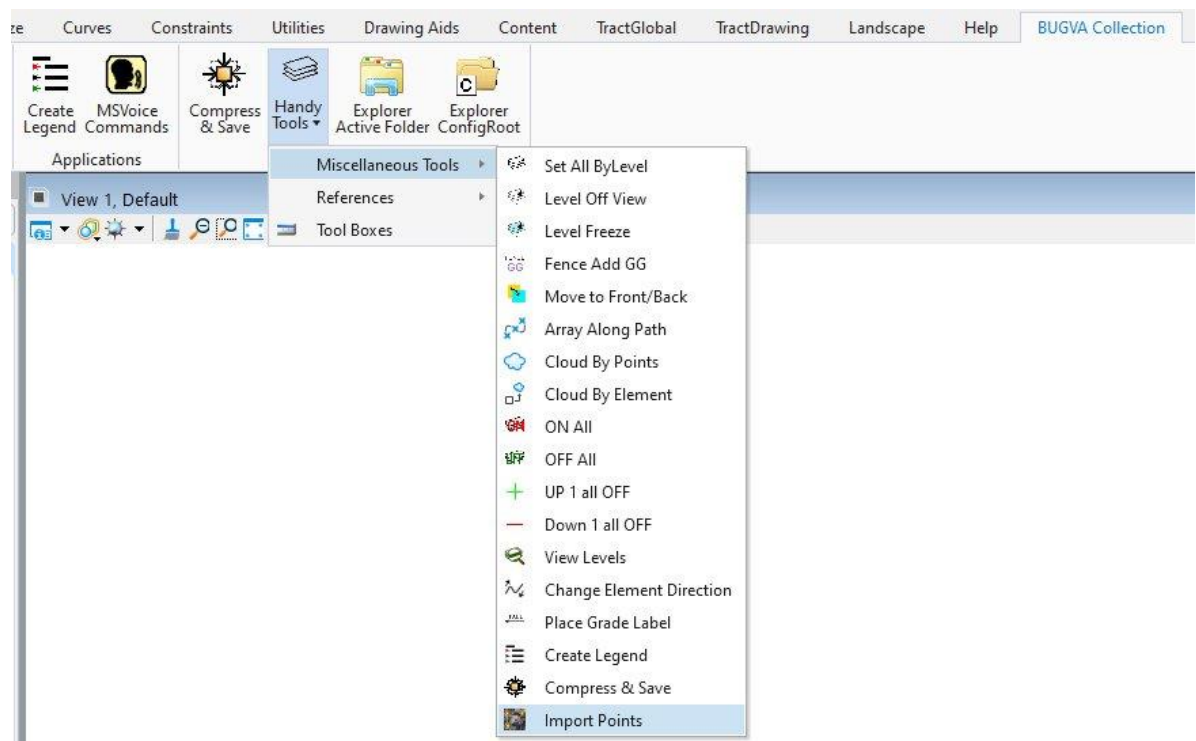 ze Curves Constraints Utilities Drawing Aids Content TractGlobal TractDrawing Landscape Help BUGVA Collection
Create Legend
MSVoice Commands
Compress & Save
Handy Tools
Explorer Active Folder
Explorer ConfigRoot
C
Applications
Miscellaneous Tools
References
Tool Boxes
View 1, Default
Set All ByLevel
Level Off View
Level Freeze
GG
Fence Add GG
Move to Front/Back
Array Along Path
Cloud By Points
Cloud By Element
ON All
OFF All
UP 1 all OFF
Down 1 all OFF
View Levels
Change Element Direction
Place Grade Label
Create Legend
Compress & Save
Import Points